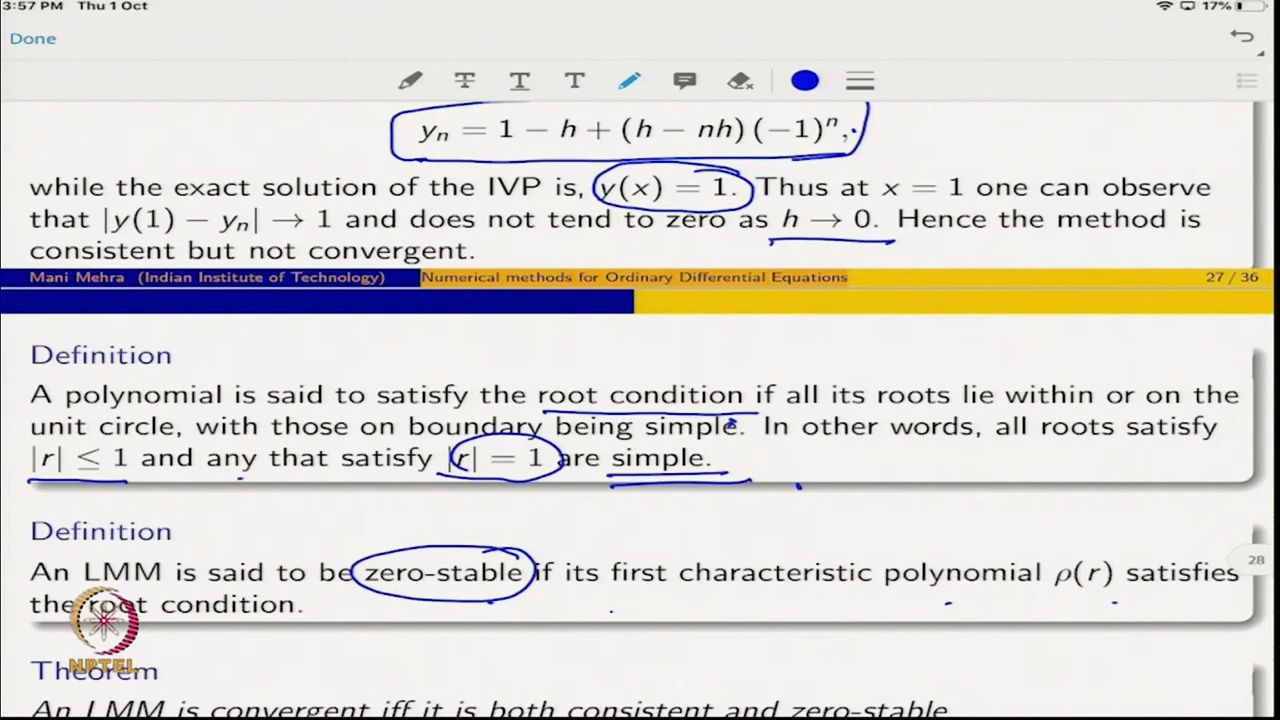 3:57 PM Thu 1 Oct
17%
Done
T T T
yₙ = 1 − h + (h − nh) (−1)ⁿ,
while the exact solution of the IVP is, y(x) = 1. Thus at x = 1 one can observe
that |y(1) − yₙ| → 1 and does not tend to zero as h → 0. Hence the method is
consistent but not convergent.
Mani Mehra (Indian Institute of Technology) Numerical methods for Ordinary Differential Equations 27 / 36
Definition
A polynomial is said to satisfy the root condition if all its roots lie within or on the
unit circle, with those on boundary being simple. In other words, all roots satisfy
|r| ≤ 1 and any that satisfy |r| = 1 are simple.
Definition
28
An LMM is said to be zero-stable if its first characteristic polynomial ρ(r) satisfies
the root condition.
NPTEL
Theorem
An LMM is convergent iff it is both consistent and zero-stable